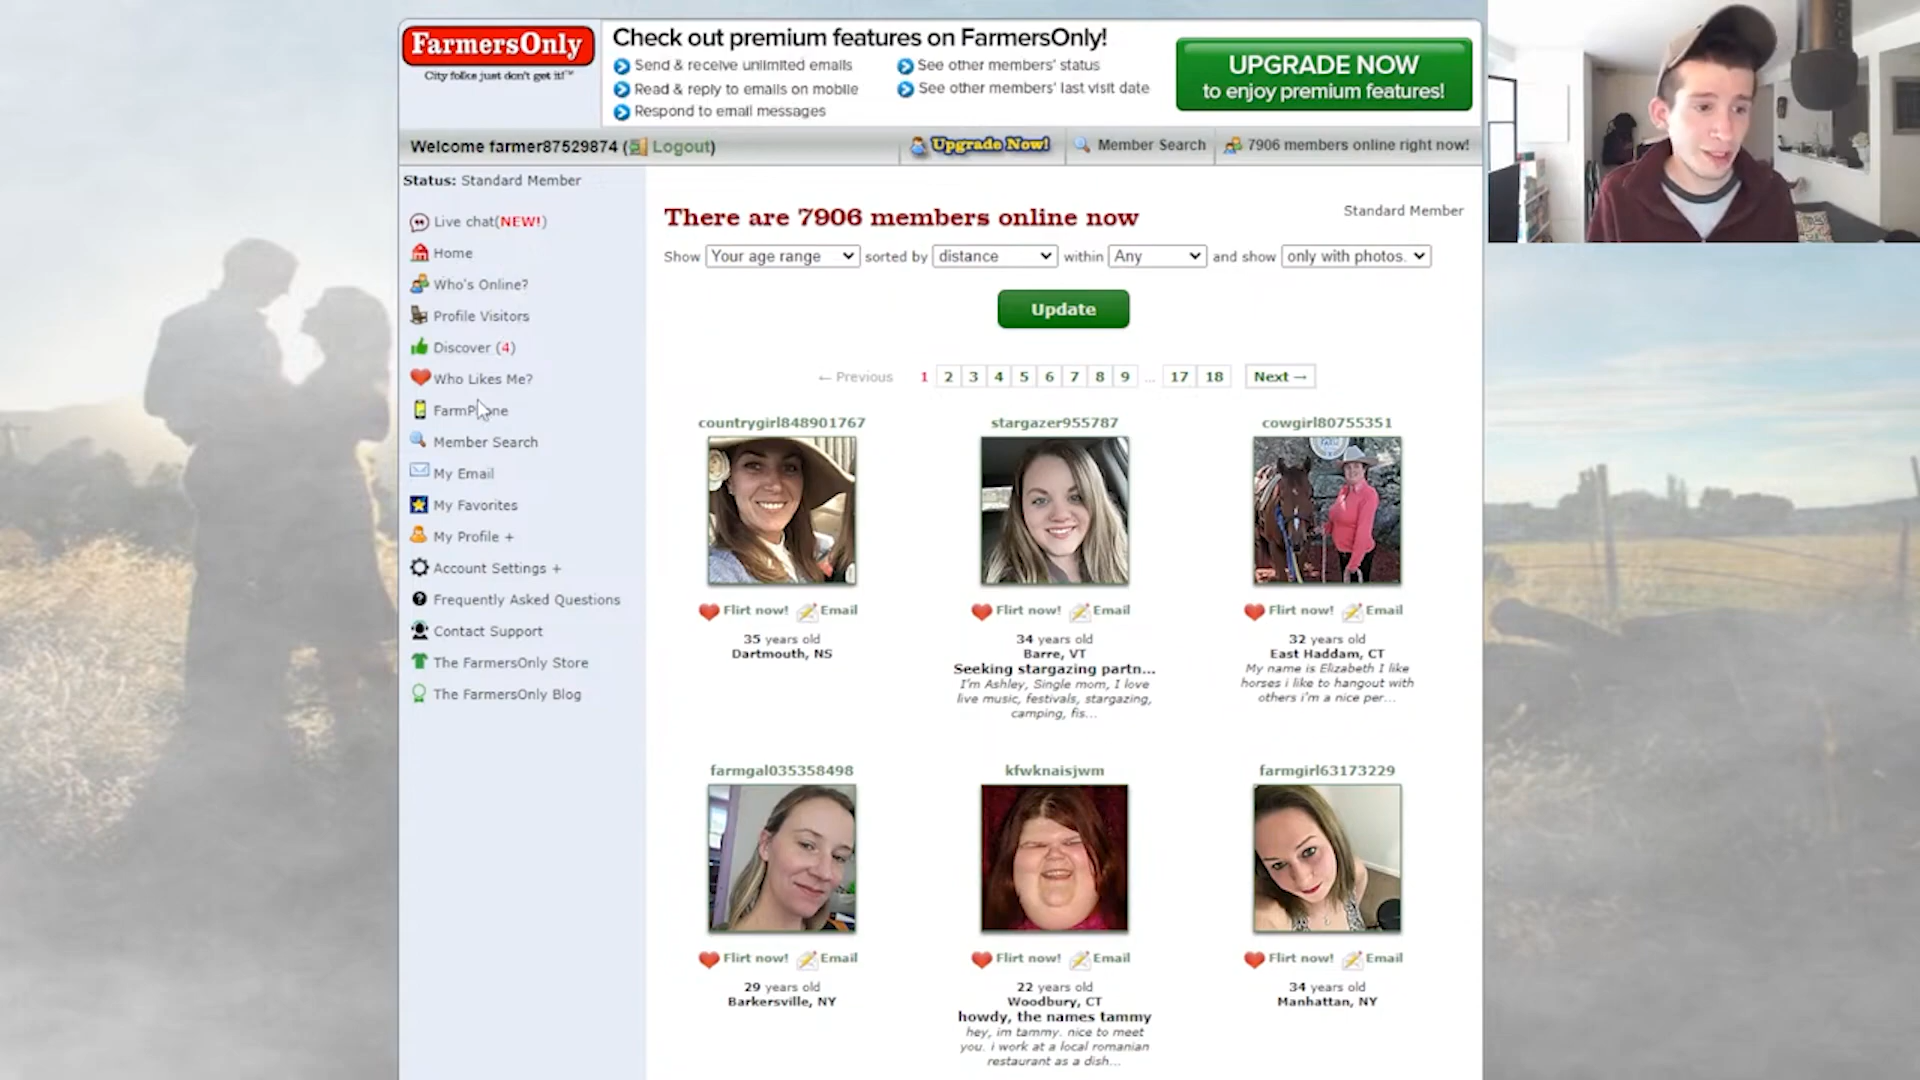 FarmersOnly
City folks just don't get it!™
Check out premium features on FarmersOnly!
Send & receive unlimited emails
See other members' status
Read & reply to emails on mobile
See other members' last visit date
Respond to email messages
UPGRADE NOW
to enjoy premium features!
Welcome farmer87529874 ( Logout)
Upgrade Now!
Member Search
7906 members online right now!
Status: Standard Member
Live chat(NEW!)
Home
Who's Online?
Profile Visitors
Discover (4)
Who Likes Me?
FarmPhone
Member Search
My Email
My Favorites
My Profile +
Account Settings +
Frequently Asked Questions
Contact Support
The FarmersOnly Store
The FarmersOnly Blog
There are 7906 members online now
Standard Member
Show Your age range sorted by distance within Any and show only with photos.
Update
← Previous 1 2 3 4 5 6 7 8 9 ... 17 18 Next →
countrygirl848901767
Flirt now! Email
35 years old
Dartmouth, NS
stargazer955787
Flirt now! Email
34 years old
Barre, VT
Seeking stargazing partn...
I'm Ashley, Single mom, I love
live music, festivals, stargazing,
camping, fis...
cowgirl80755351
Flirt now! Email
32 years old
East Haddam, CT
My name is Elizabeth I like
horses i like to hangout with
others i'm a nice per...
farmgal035358498
Flirt now! Email
29 years old
Barkersville, NY
kfwknaisjwm
Flirt now! Email
22 years old
Woodbury, CT
howdy, the names tammy
hey, im tammy. nice to meet
you. i work at a local romanian
restaurant as a dish...
farmgirl63173229
Flirt now! Email
34 years old
Manhattan, NY